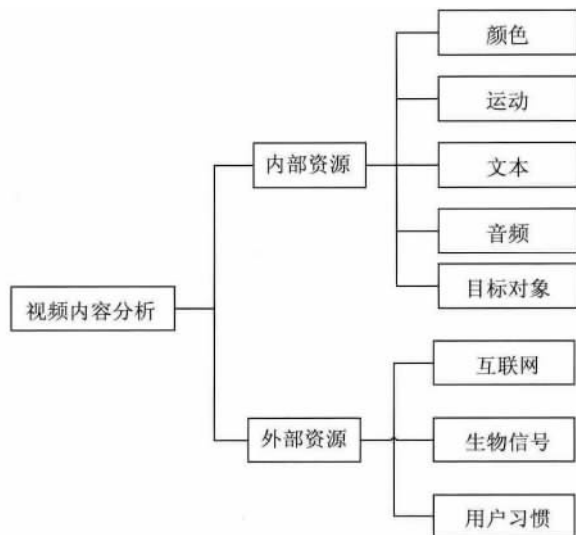 颜色
运动
内部资源
文本
音频
目标对象
视频内容分析
互联网
外部资源
生物信号
用户习惯